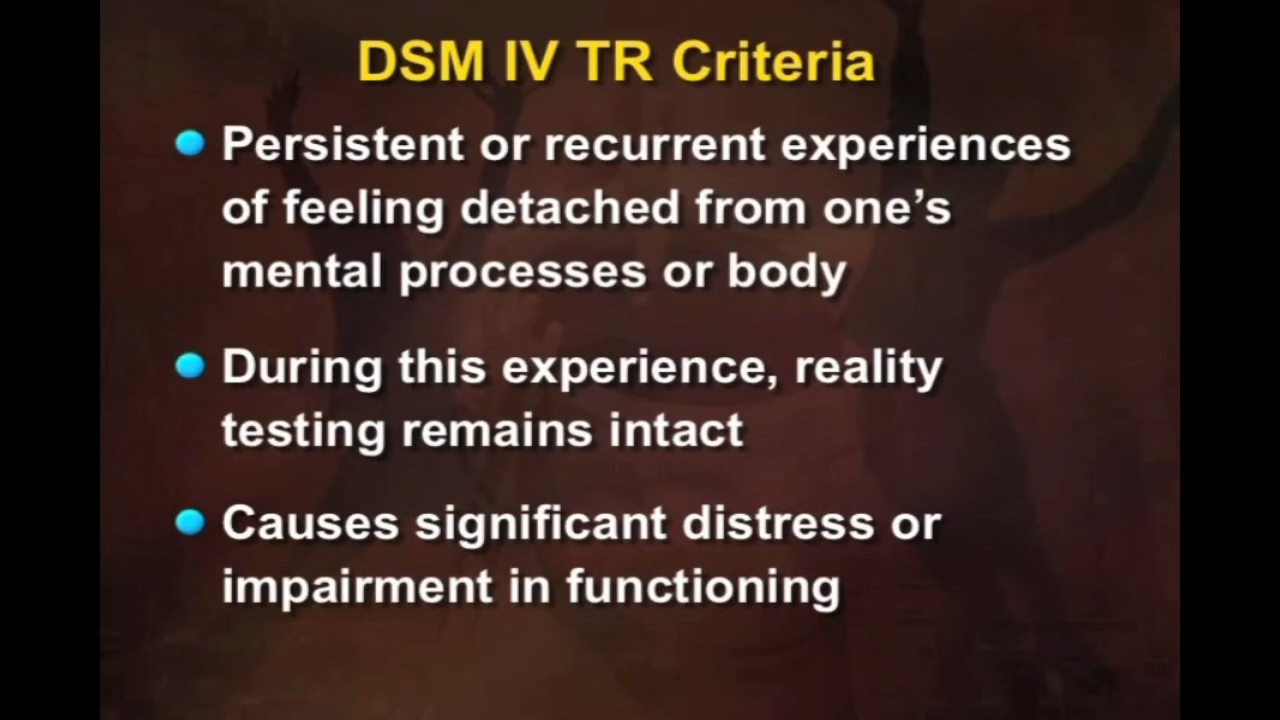 DSM IV TR Criteria
Persistent or recurrent experiences
of feeling detached from one’s
mental processes or body
During this experience, reality
testing remains intact
Causes significant distress or
impairment in functioning